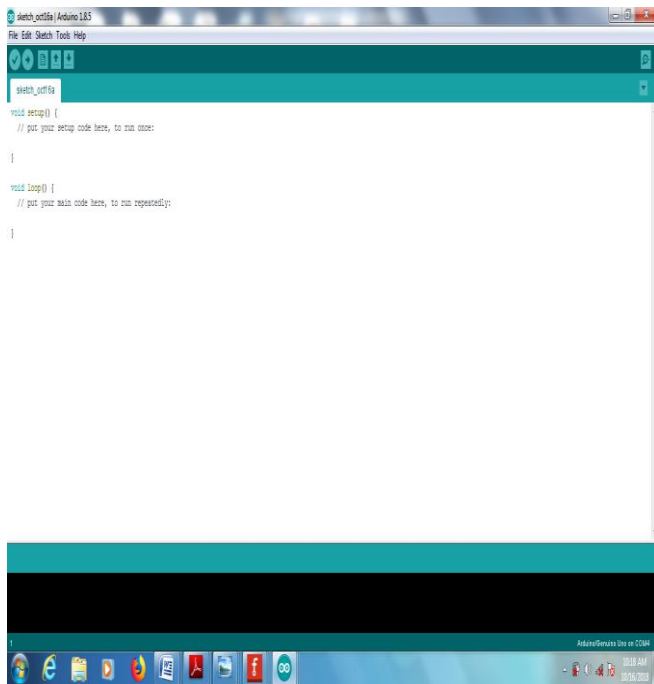 sketch_oct16a | Arduino 1.8.5
File Edit Sketch Tools Help
sketch_oct16a
void setup() {
// put your setup code here, to run once:
}
void loop() {
// put your main code here, to run repeatedly:
}
1
Arduino/Genuino Uno on COM4
10:18 AM
10/16/2018